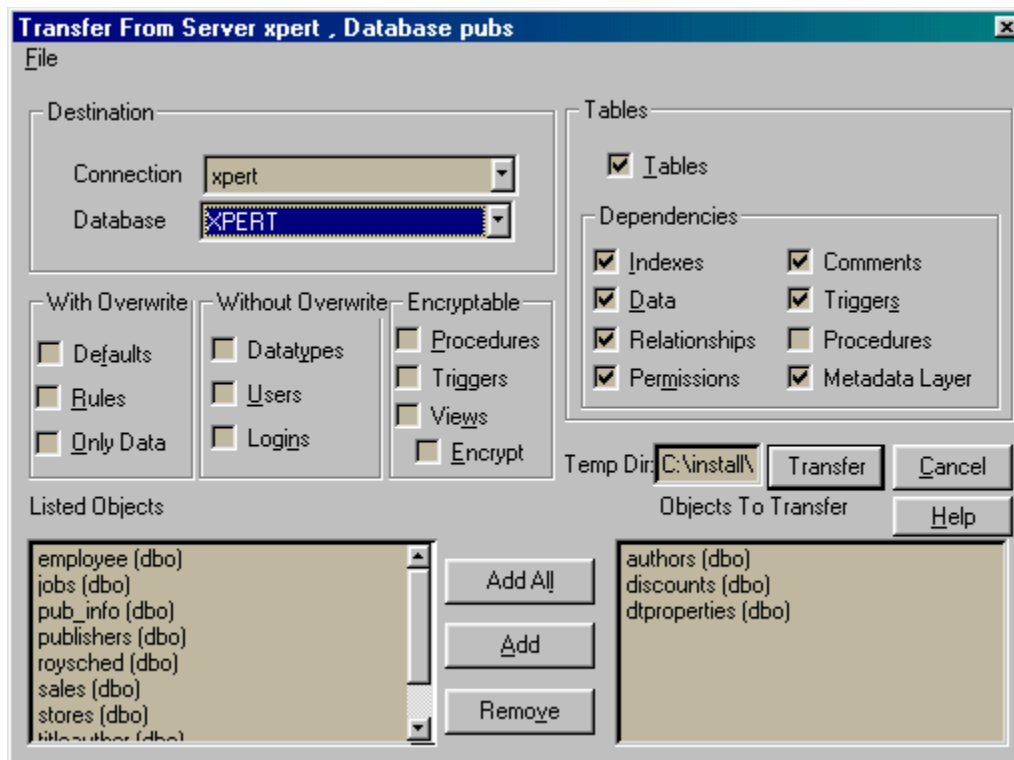 Transfer From Server xpert , Database pubs
File
Destination
Connection
xpert
Database
XPERT
Tables
Tables
Dependencies
Indexes
Comments
Data
Triggers
Relationships
Procedures
Permissions
Metadata Layer
With Overwrite
Defaults
Rules
Only Data
Without Overwrite
Datatypes
Users
Logins
Encryptable
Procedures
Triggers
Views
Encrypt
Temp Dir:
C:\install\
Transfer
Cancel
Help
Listed Objects
employee (dbo)
jobs (dbo)
pub_info (dbo)
publishers (dbo)
roysched (dbo)
sales (dbo)
stores (dbo)
titleauthor (dbo)
Add All
Add
Remove
Objects To Transfer
authors (dbo)
discounts (dbo)
dtproperties (dbo)